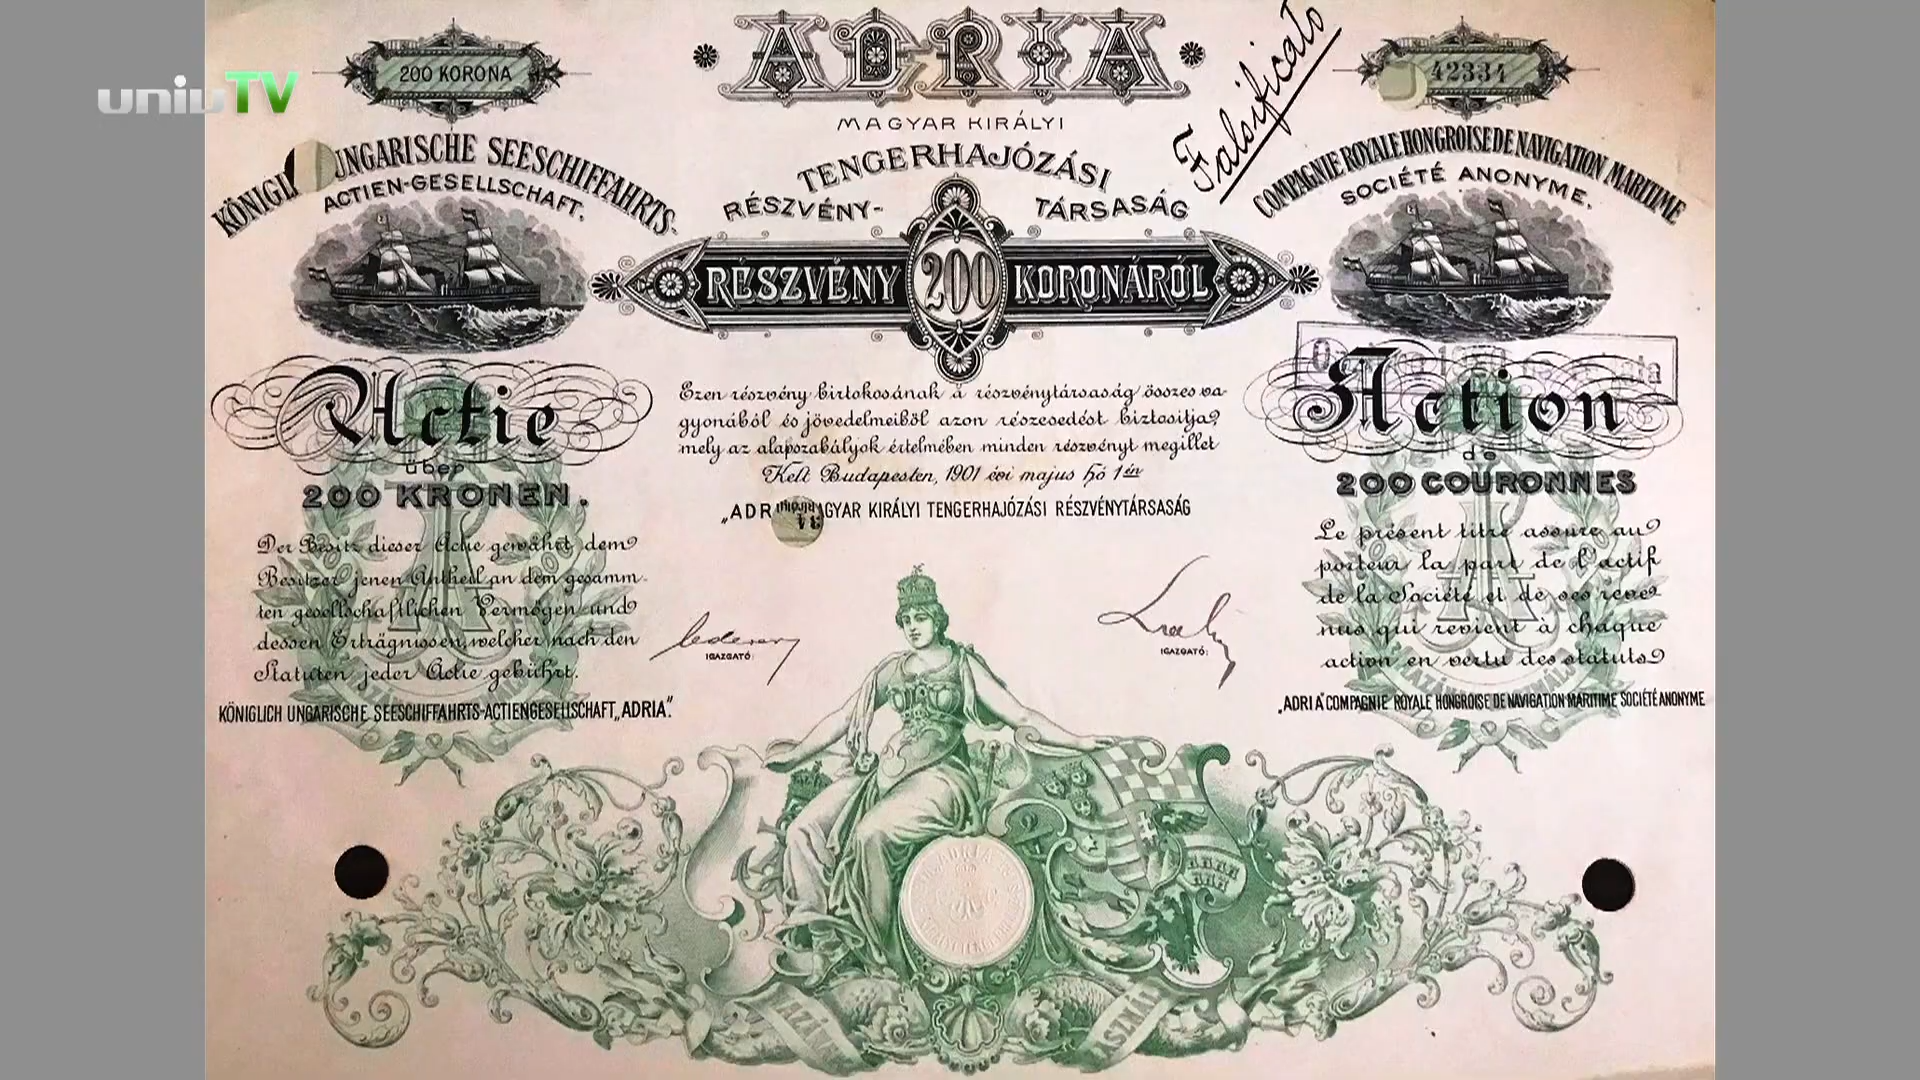 uniuTV
200 KORONA
ADRIA
42334
Falsificato
MAGYAR KIRÁLYI
TENGERHAJÓZÁSI
RÉSZVÉNY- TÁRSASÁG
RÉSZVÉNY 200 KORONÁRÓL
UNGARISCHE SEESCHIFFAHRTS-
ACTIEN-GESELLSCHAFT.
COMPAGNIE ROYALE HONGROISE DE NAVIGATION MARITIME
SOCIÉTÉ ANONYME.
Actie
über
200 KRONEN.
Der Besitz dieser Actie gewährt dem
Besitzer jenen Antheil an dem gesamm-
ten gesellschaftlichen Vermögen und
dessen Erträgnissen, welcher nach den
Statuten jeder Actie gebührt.
KÖNIGLICH UNGARISCHE SEESCHIFFAHRTS-ACTIENGESELLSCHAFT „ADRIA".
Ezen részvény birtokosának a részvénytársaság összes va-
gyonából és jövedelmeiből azon részesedést biztosítja,
mely az alapszabályok értelmében minden részvényt megillet
Kelt Budapesten, 1901 évi május hó 1én
„ADR GYAR KIRÁLYI TENGERHAJÓZÁSI RÉSZVÉNYTÁRSASÁG
IGAZGATÓ:
IGAZGATÓ:
Action
de
200 COURONNES
Le présent titre assure au
porteur la part de l'actif
de la Société et de ses reve-
nus qui revient à chaque
action en vertu des statuts
„ADRIA" COMPAGNIE ROYALE HONGROISE DE NAVIGATION MARITIME SOCIÉTÉ ANONYME
ADRIA